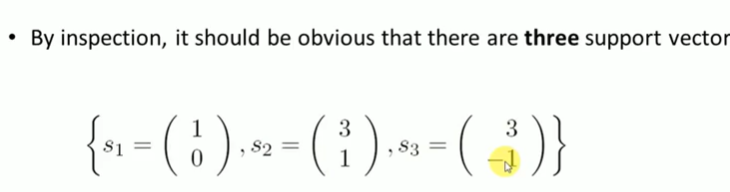 • By inspection, it should be obvious that there are three support vector
{s₁ = (1 0), s₂ = (3 1), s₃ = (3 −1)}